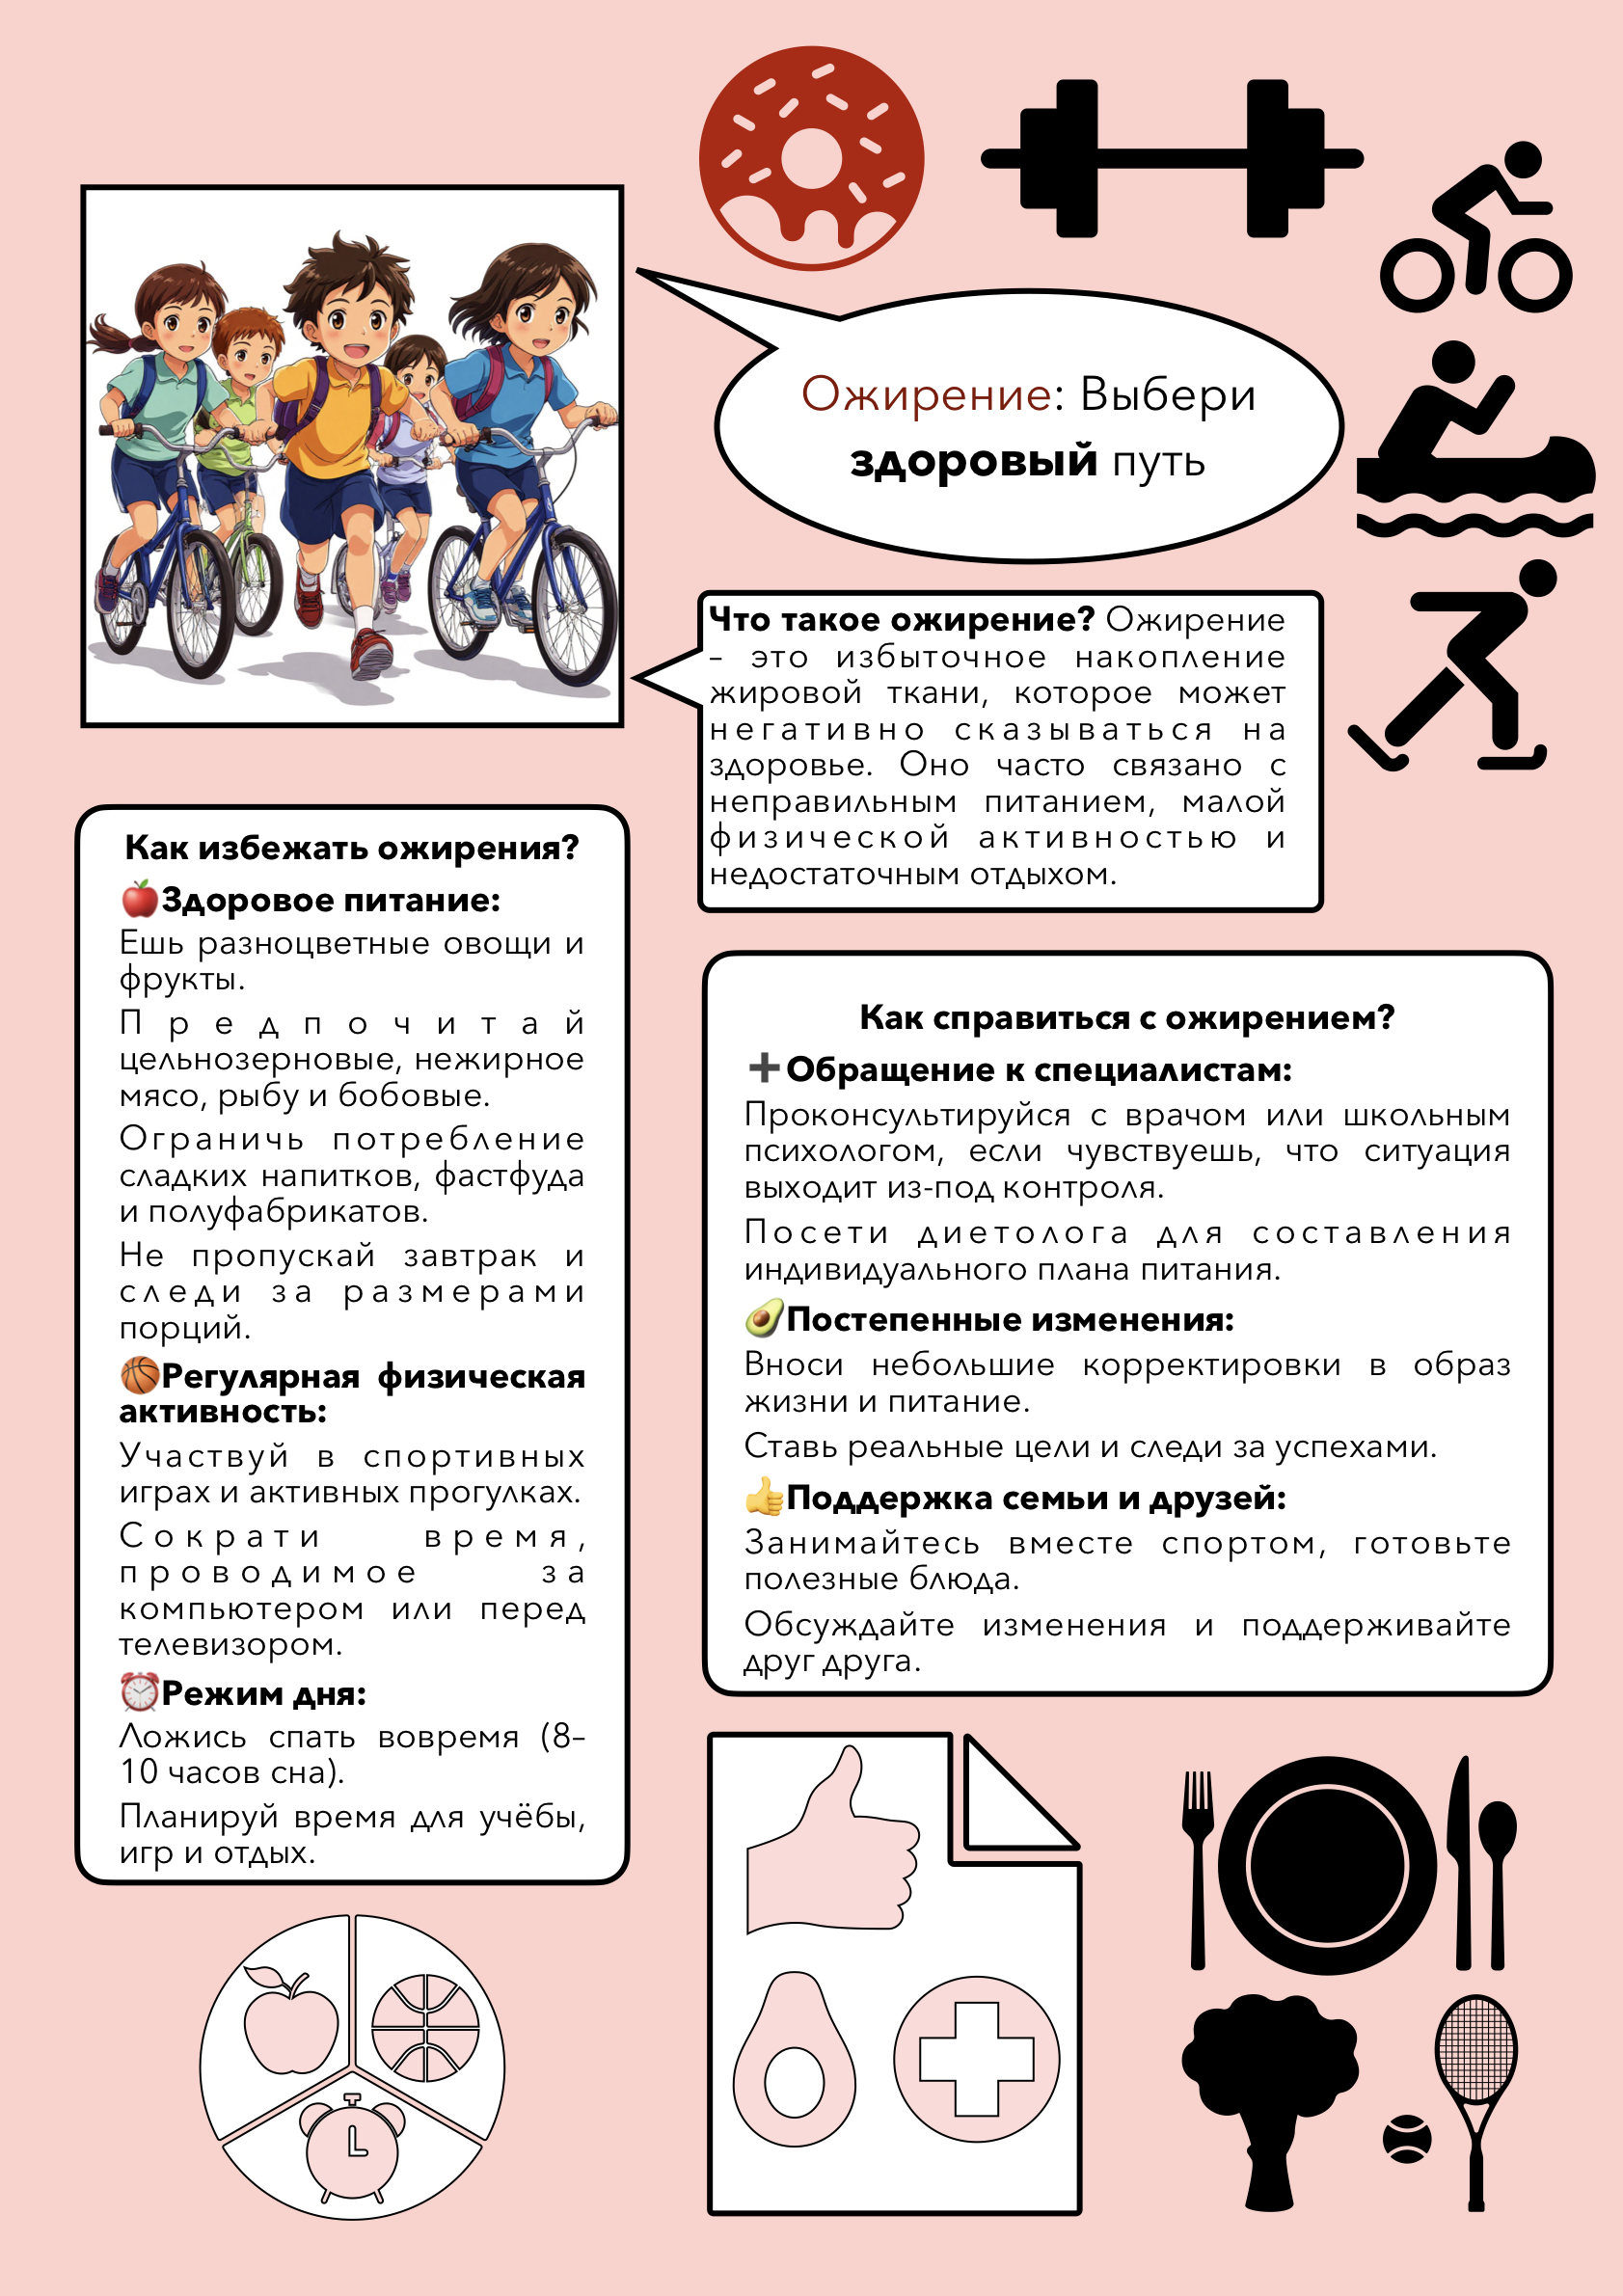 Ожирение: Выбери
здоровый путь
Что такое ожирение? Ожирение
– это избыточное накопление
жировой ткани, которое может
негативно сказываться на
здоровье. Оно часто связано с
неправильным питанием, малой
физической активностью и
недостаточным отдыхом.
Как избежать ожирения?
🍎Здоровое питание:
Ешь разноцветные овощи и
фрукты.
Предпочитай
цельнозерновые, нежирное
мясо, рыбу и бобовые.
Ограничь потребление
сладких напитков, фастфуда
и полуфабрикатов.
Не пропускай завтрак и
следи за размерами
порций.
🏀Регулярная физическая
активность:
Участвуй в спортивных
играх и активных прогулках.
Сократи время,
проводимое за
компьютером или перед
телевизором.
⏰Режим дня:
Ложись спать вовремя (8–
10 часов сна).
Планируй время для учёбы,
игр и отдых.
Как справиться с ожирением?
➕Обращение к специалистам:
Проконсультируйся с врачом или школьным
психологом, если чувствуешь, что ситуация
выходит из-под контроля.
Посети диетолога для составления
индивидуального плана питания.
🥑Постепенные изменения:
Вноси небольшие корректировки в образ
жизни и питание.
Ставь реальные цели и следи за успехами.
👍Поддержка семьи и друзей:
Занимайтесь вместе спортом, готовьте
полезные блюда.
Обсуждайте изменения и поддерживайте
друг друга.